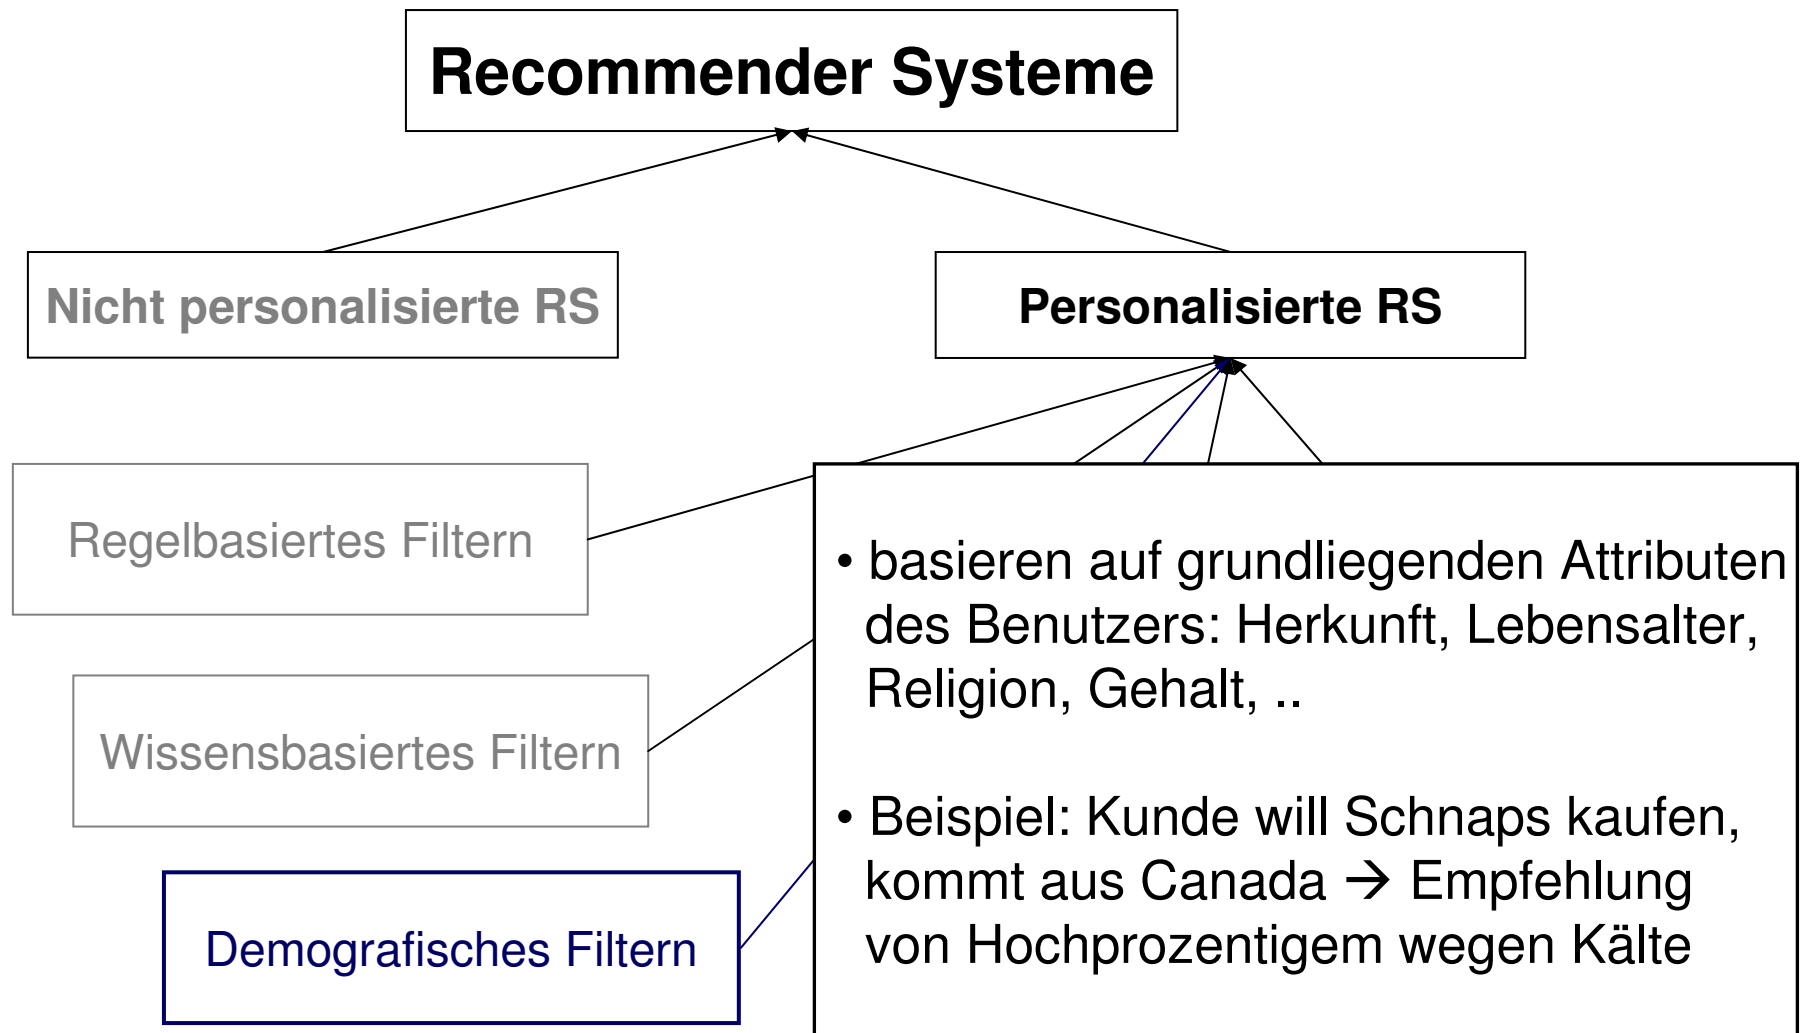 Recommender Systeme
Nicht personalisierte RS
Personalisierte RS
Regelbasiertes Filtern
Wissensbasiertes Filtern
Demografisches Filtern
• basieren auf grundliegenden Attributen
des Benutzers: Herkunft, Lebensalter,
Religion, Gehalt, ..
• Beispiel: Kunde will Schnaps kaufen,
kommt aus Canada → Empfehlung
von Hochprozentigem wegen Kälte